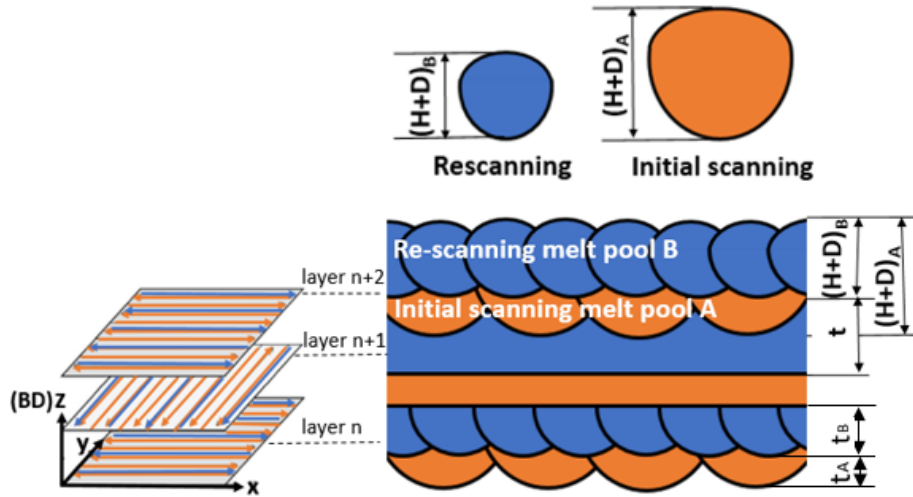 (H+D)B
(H+D)A
Rescanning
Initial scanning
Re-scanning melt pool B
(H+D)B
(H+D)A
layer n+2
Initial scanning melt pool A
t
layer n+1
(BD)
z
y
layer n
tB
tA
x